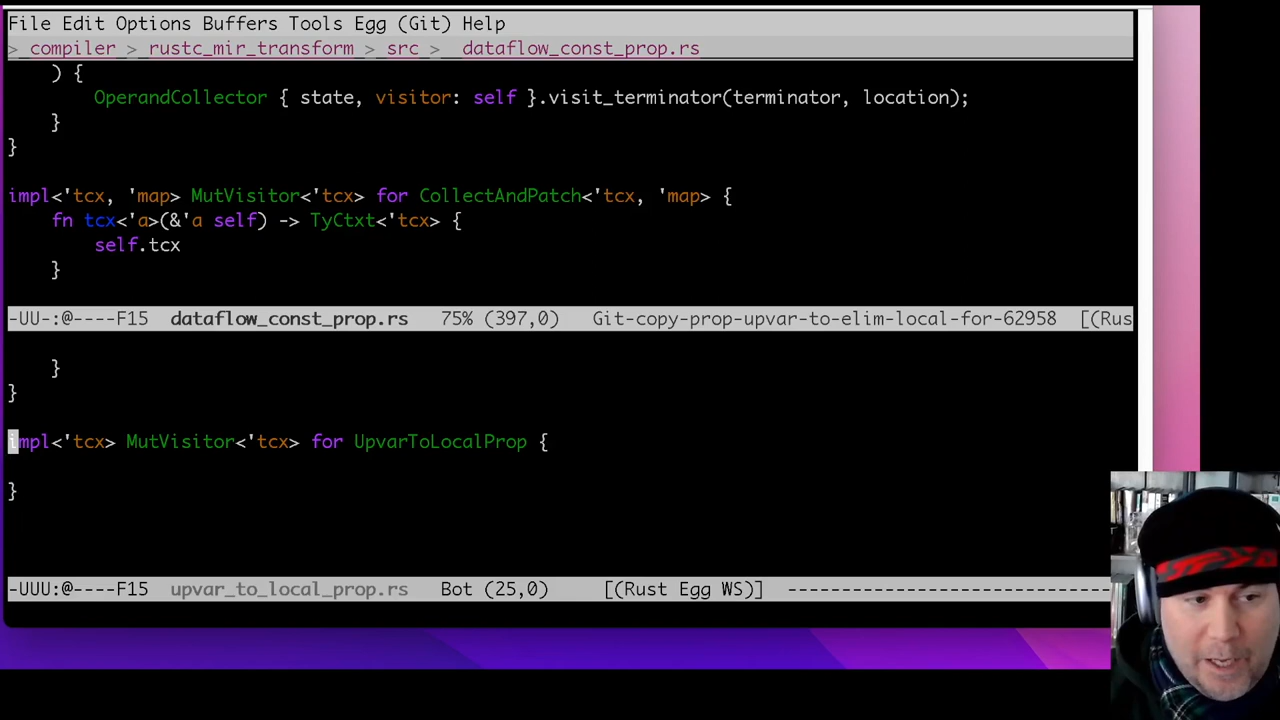 File Edit Options Buffers Tools Egg (Git) Help
> compiler > rustc_mir_transform > src > dataflow_const_prop.rs
) {
OperandCollector { state, visitor: self }.visit_terminator(terminator, location);
}
}
impl<'tcx, 'map> MutVisitor<'tcx> for CollectAndPatch<'tcx, 'map> {
fn tcx<'a>(&'a self) -> TyCtxt<'tcx> {
self.tcx
}
-UU-:@----F15 dataflow_const_prop.rs 75% (397,0) Git-copy-prop-upvar-to-elim-local-for-62958 [(Rus
}
}
impl<'tcx> MutVisitor<'tcx> for UpvarToLocalProp {
}
-UUU:@----F15 upvar_to_local_prop.rs Bot (25,0) [(Rust Egg WS)] ------------------------------